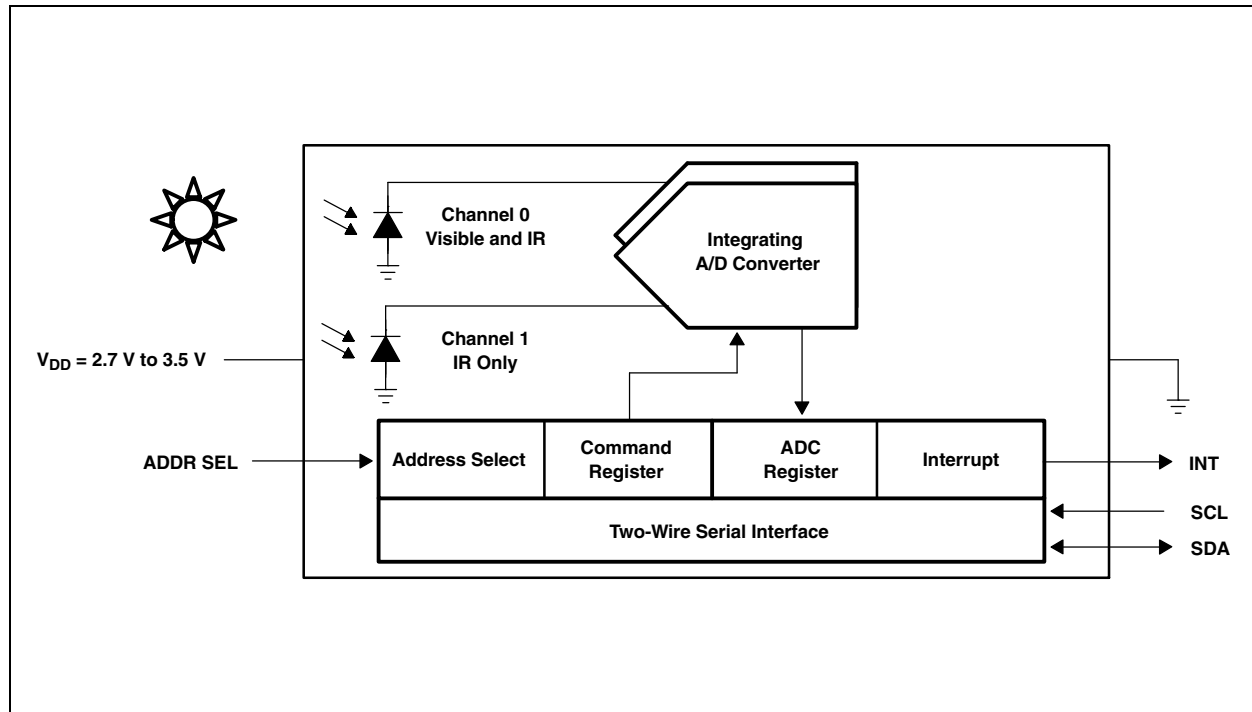 Channel 0
Visible and IR
Integrating
A/D Converter
Channel 1
IR Only
VDD = 2.7 V to 3.5 V
ADDR SEL
Address Select
Command
Register
ADC
Register
Interrupt
INT
Two-Wire Serial Interface
SCL
SDA